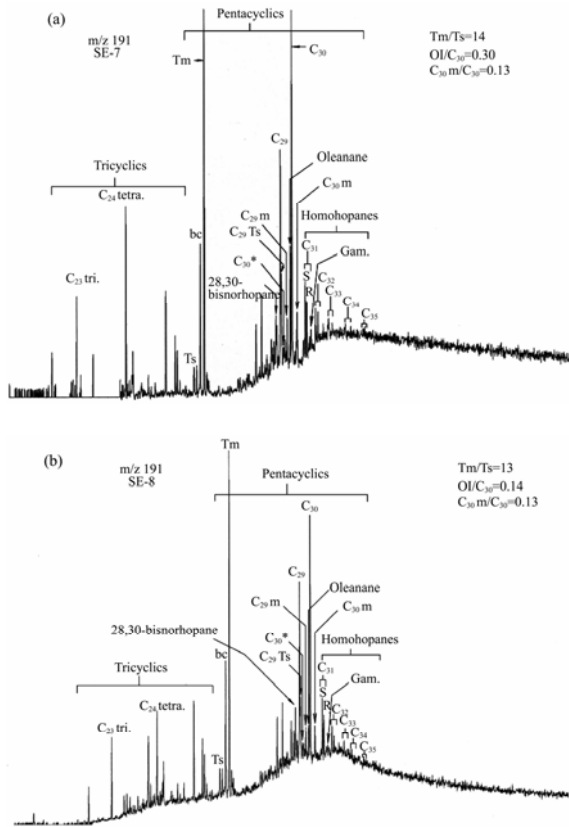 (a)
m/z 191
SE-7
Pentacyclics
Tm/Ts=14
OI/C₃₀=0.30
C₃₀ m/C₃₀=0.13
Tm
C₃₀
C₂₉
Oleanane
Tricyclics
C₂₄ tetra.
C₃₀ m
C₂₉ m
Homohopanes
bc
C₂₉ Ts
C₃₁
Gam.
C₃₀*
S
C₂₃ tri.
28,30-
bisnorhopane
R
C₃₂
C₃₃
C₃₄
C₃₅
Ts
(b)
m/z 191
SE-8
Tm
Pentacyclics
Tm/Ts=13
OI/C₃₀=0.14
C₃₀ m/C₃₀=0.13
C₃₀
C₂₉
Oleanane
C₂₉ m
C₃₀ m
28,30-bisnorhopane
C₃₀*
Homohopanes
bc
C₂₉ Ts
C₃₁
Tricyclics
Gam.
S
C₂₄ tetra.
R
C₃₂
C₂₃ tri.
C₃₃
C₃₄
C₃₅
Ts